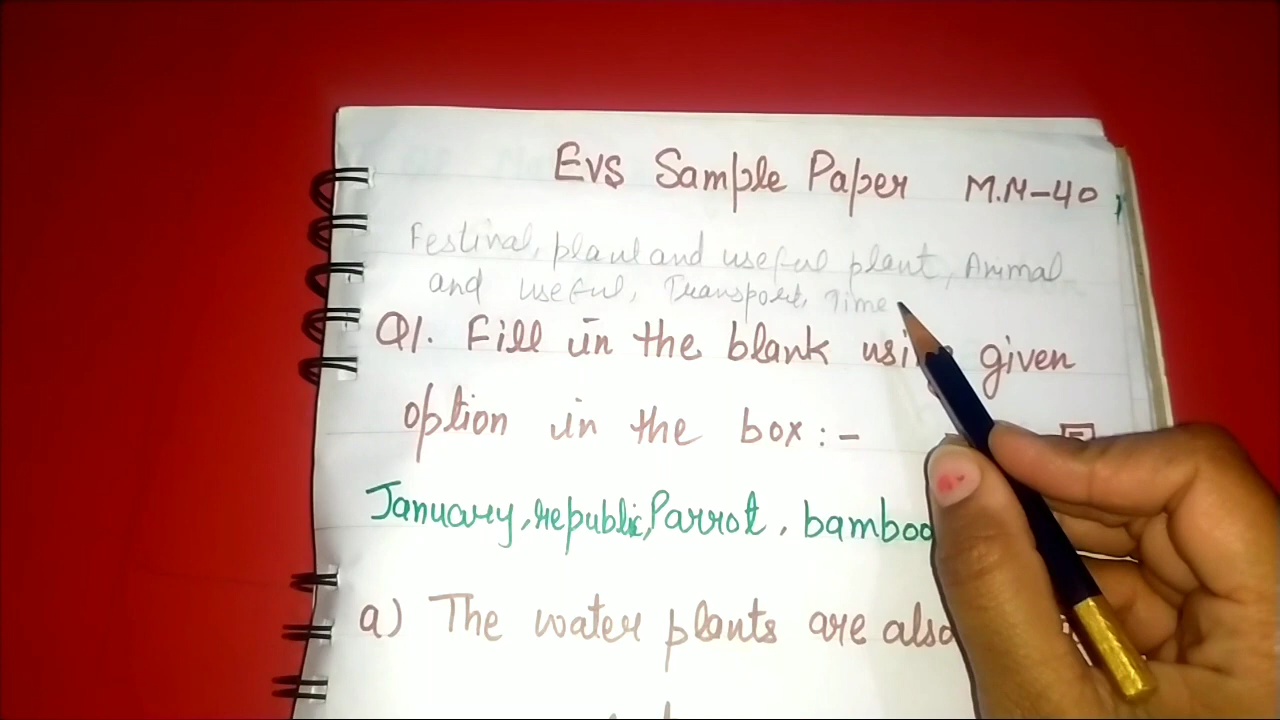 Evs Sample Paper M.M-40
Festival, plant and useful plant, Animal
and useful, Transport, Time
Q1. Fill in the blank using given
option in the box:-
January, republic, Parrot, bamboo
a) The water plants are also